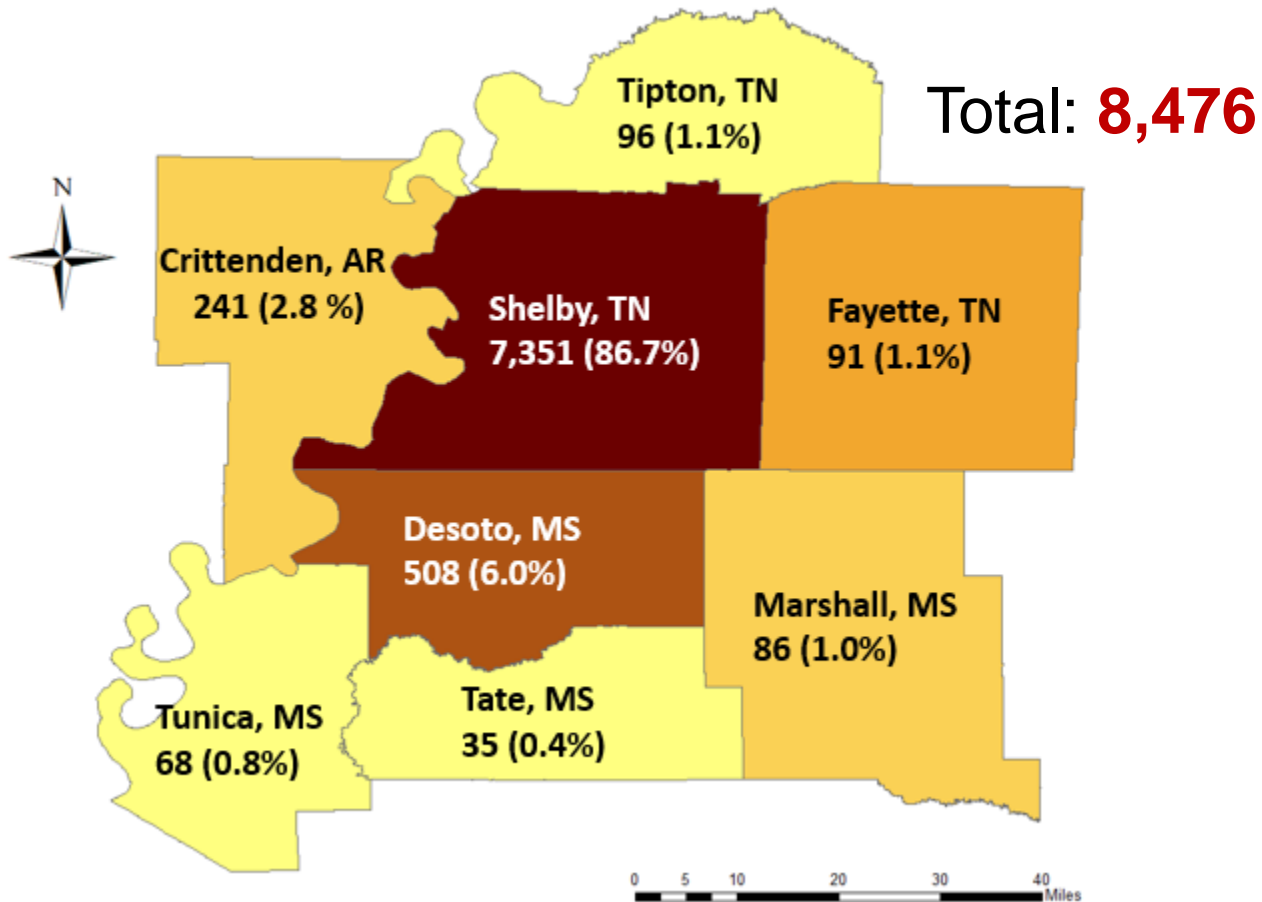 Tipton, TN
96 (1.1%)
Total: 8,476
N
Crittenden, AR
241 (2.8 %)
Shelby, TN
7,351 (86.7%)
Fayette, TN
91 (1.1%)
Desoto, MS
508 (6.0%)
Marshall, MS
86 (1.0%)
Tunica, MS
68 (0.8%)
Tate, MS
35 (0.4%)
0 5 10 20 30 40
Miles